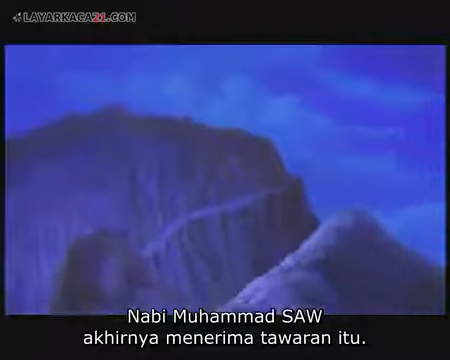 LAYARKACA21.COM
Nabi Muhammad SAW
akhirnya menerima tawaran itu.